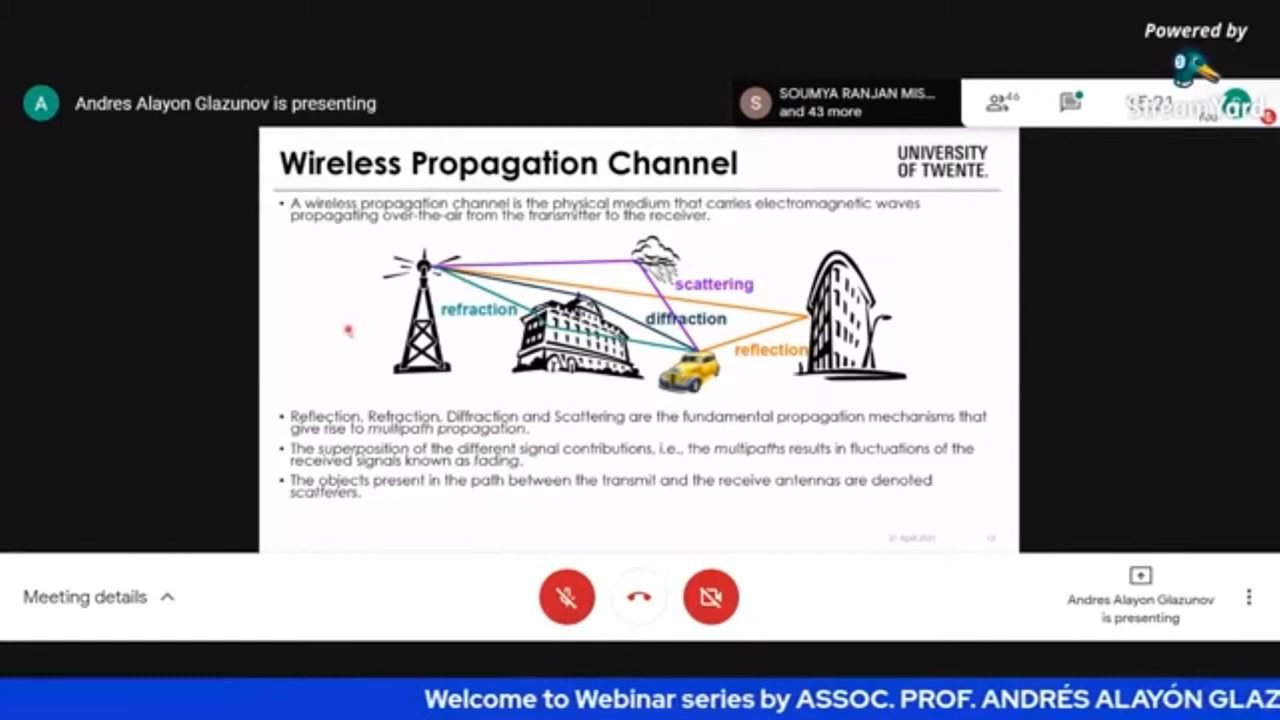 Powered by
StreamYard
A
Andres Alayon Glazunov is presenting
S
SOUMYA RANJAN MIS...
and 43 more
46
Wireless Propagation Channel
UNIVERSITY
OF TWENTE.
• A wireless propagation channel is the physical medium that carries electromagnetic waves
propagating over-the-air from the transmitter to the receiver.
scattering
refraction
diffraction
reflection
• Reflection, Refraction, Diffraction and Scattering are the fundamental propagation mechanisms that
give rise to multipath propagation.
• The superposition of the different signal contributions, i.e., the multipaths results in fluctuations of the
received signals known as fading.
• The objects present in the path between the transmit and the receive antennas are denoted
scatterers.
21 April 2021
Meeting details
Andres Alayon Glazunov
is presenting
Welcome to Webinar series by ASSOC. PROF. ANDRÉS ALAYÓN GLAZ